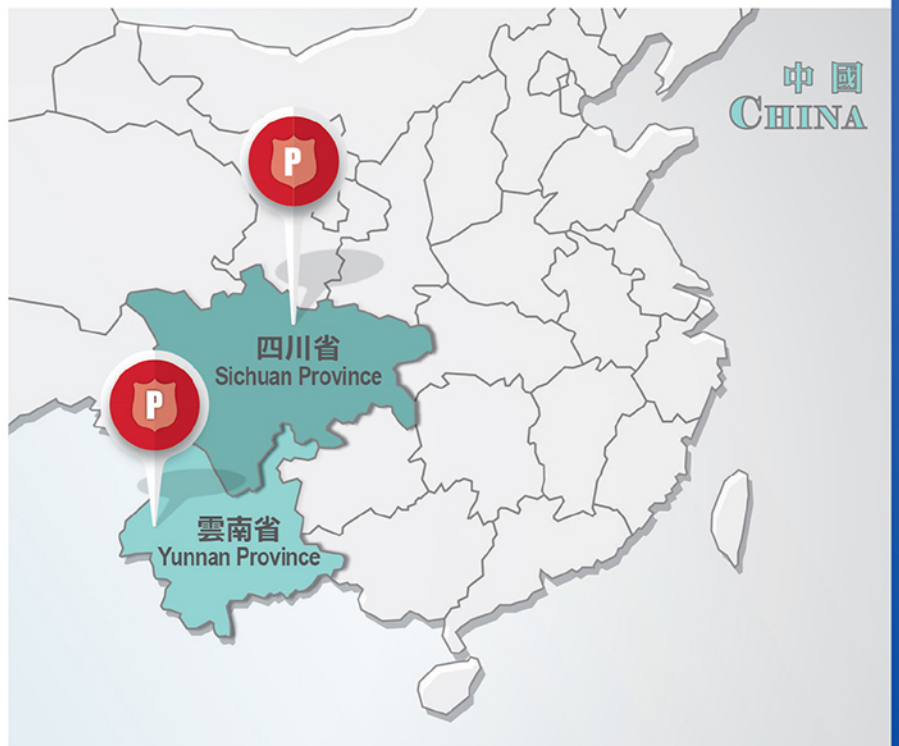 中國
CHINA
P
四川省
Sichuan Province
P
雲南省
Yunnan Province